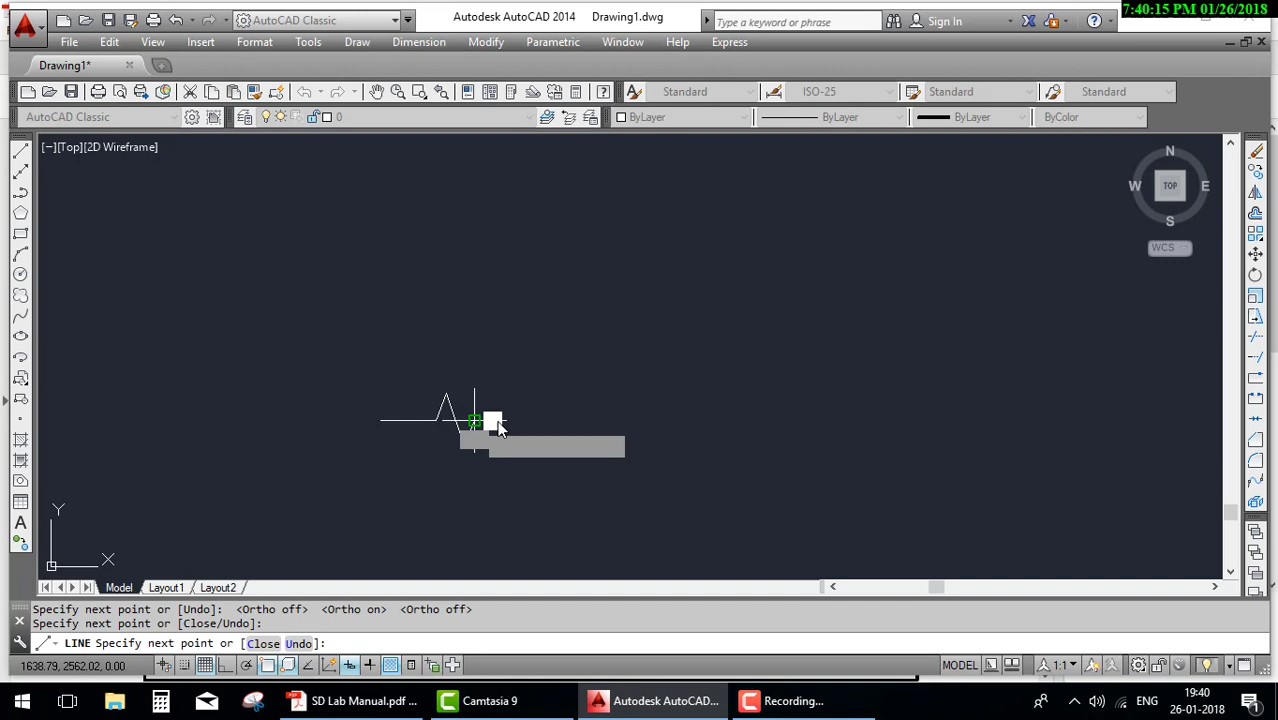 7:40:15 PM 01/26/2018
AutoCAD Classic
Autodesk AutoCAD 2014 Drawing1.dwg
Type a keyword or phrase
Sign In
File Edit View Insert Format Tools Draw Dimension Modify Parametric Window Help Express
Drawing1*
Standard ISO-25 Standard Standard
AutoCAD Classic 0 ByLayer ByLayer ByLayer ByColor
[−][Top][2D Wireframe]
N
W TOP E
S
WCS
Y
X
Model Layout1 Layout2
Specify next point or [Undo]: <Ortho off> <Ortho on> <Ortho off>
Specify next point or [Close/Undo]:
LINE Specify next point or [Close Undo]:
1638.79, 2562.02, 0.00 MODEL 1:1
SD Lab Manual.pdf ... Camtasia 9 Autodesk AutoCAD... Recording... ENG 19:40
26-01-2018